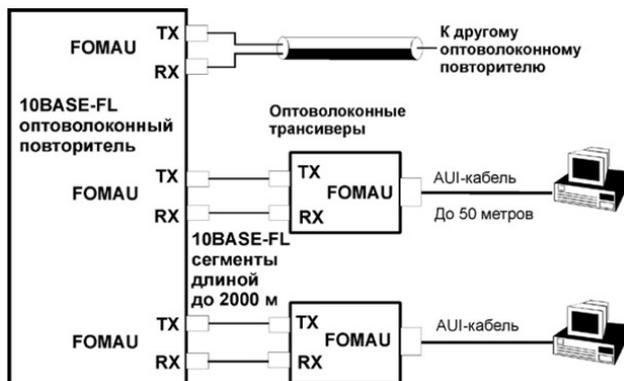 TX
FOMAU
RX
К другому
оптоволоконному
повторителю
10BASE-FL
оптоволоконный
повторитель
Оптоволоконные
трансиверы
TX
FOMAU
RX
TX
FOMAU
RX
AUI-кабель
До 50 метров
10BASE-FL
сегменты
длиной
до 2000 м
TX
FOMAU
RX
TX
FOMAU
RX
AUI-кабель